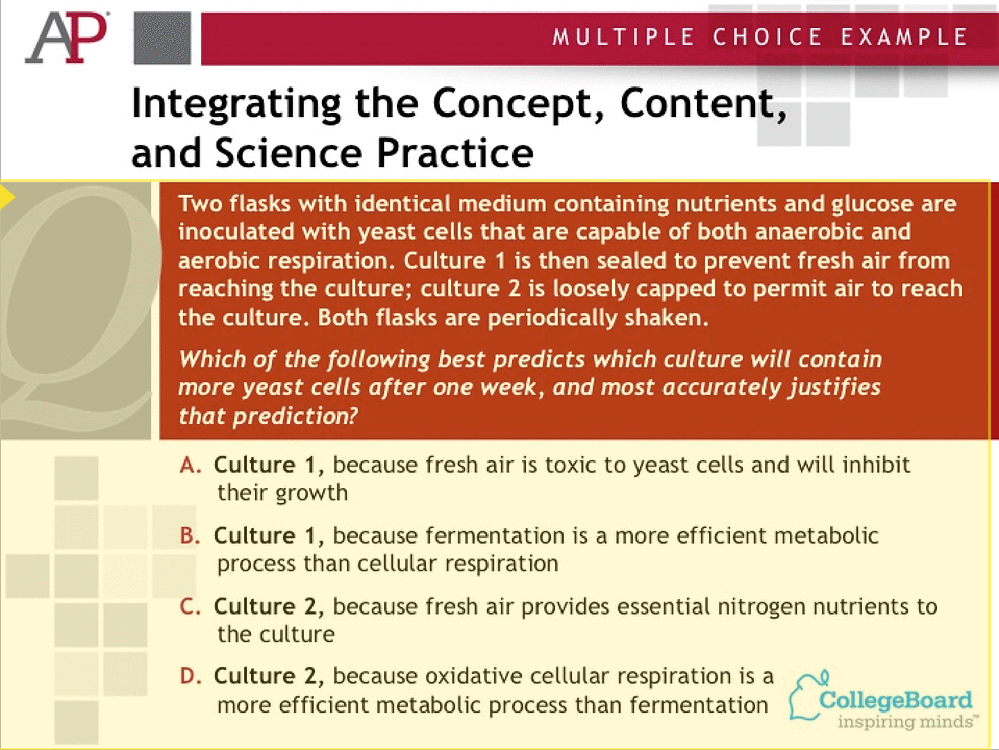 AP®
MULTIPLE CHOICE EXAMPLE
Integrating the Concept, Content,
and Science Practice
Q
Two flasks with identical medium containing nutrients and glucose are
inoculated with yeast cells that are capable of both anaerobic and
aerobic respiration. Culture 1 is then sealed to prevent fresh air from
reaching the culture; culture 2 is loosely capped to permit air to reach
the culture. Both flasks are periodically shaken.
Which of the following best predicts which culture will contain
more yeast cells after one week, and most accurately justifies
that prediction?
A. Culture 1, because fresh air is toxic to yeast cells and will inhibit
their growth
B. Culture 1, because fermentation is a more efficient metabolic
process than cellular respiration
C. Culture 2, because fresh air provides essential nitrogen nutrients to
the culture
D. Culture 2, because oxidative cellular respiration is a
more efficient metabolic process than fermentation
CollegeBoard
inspiring minds™